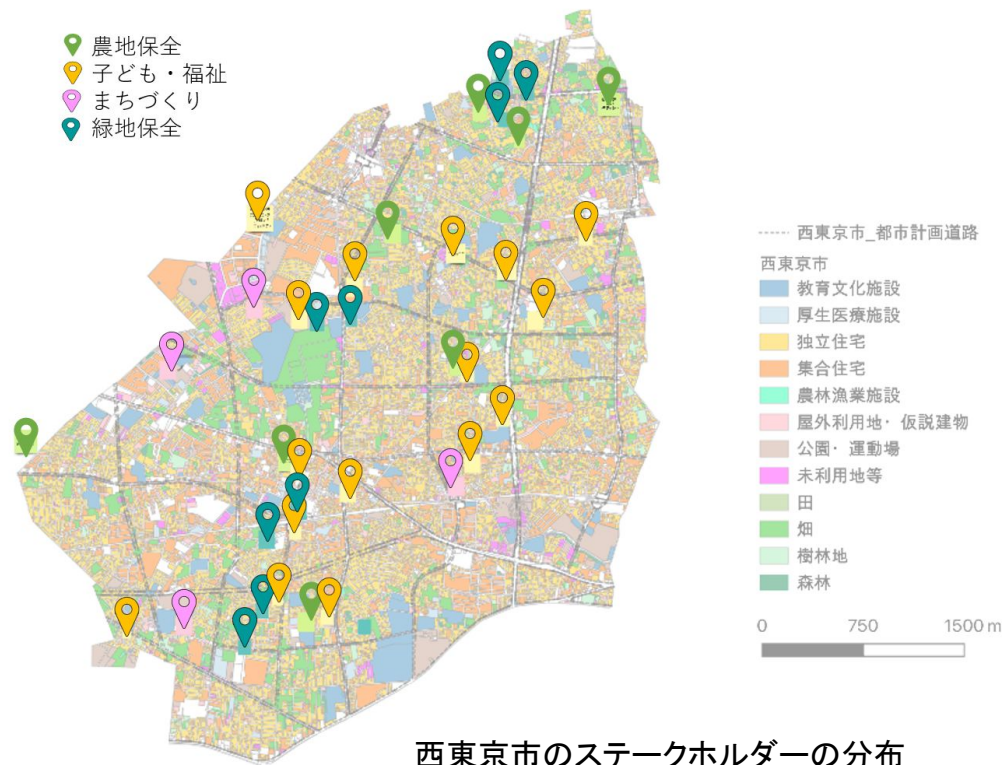 農地保全
子ども・福祉
まちづくり
緑地保全
西東京市_都市計画道路
西東京市
教育文化施設
厚生医療施設
独立住宅
集合住宅
農林漁業施設
屋外利用地・仮説建物
公園・運動場
未利用地等
田
畑
樹林地
森林
0 750 1500 m
西東京市のステークホルダーの分布